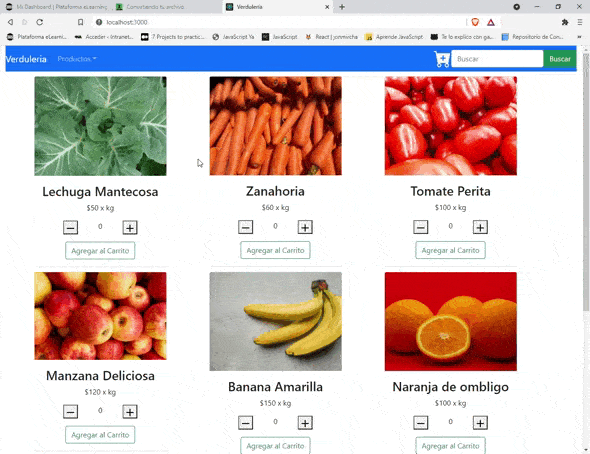 Mi Dashboard | Plataforma eLearning
Convirtiendo tu archivo.
Verdulería
localhost:3000
Plataforma eLearni...
Acceder - Intranet...
7 Projects to practic...
JavaScript Ya
JavaScript
React | jonmircha
Aprende JavaScript
Te lo explico con ga...
Repositorio de Con...
Verdulería
Productos
Buscar
Buscar
Lechuga Mantecosa
Zanahoria
Tomate Perita
$50 x kg
$60 x kg
$100 x kg
− 0 +
− 0 +
− 0 +
Agregar al Carrito
Agregar al Carrito
Agregar al Carrito
Manzana Deliciosa
Banana Amarilla
Naranja de ombligo
$120 x kg
$150 x kg
$100 x kg
− 0 +
− 0 +
− 0 +
Agregar al Carrito
Agregar al Carrito
Agregar al Carrito